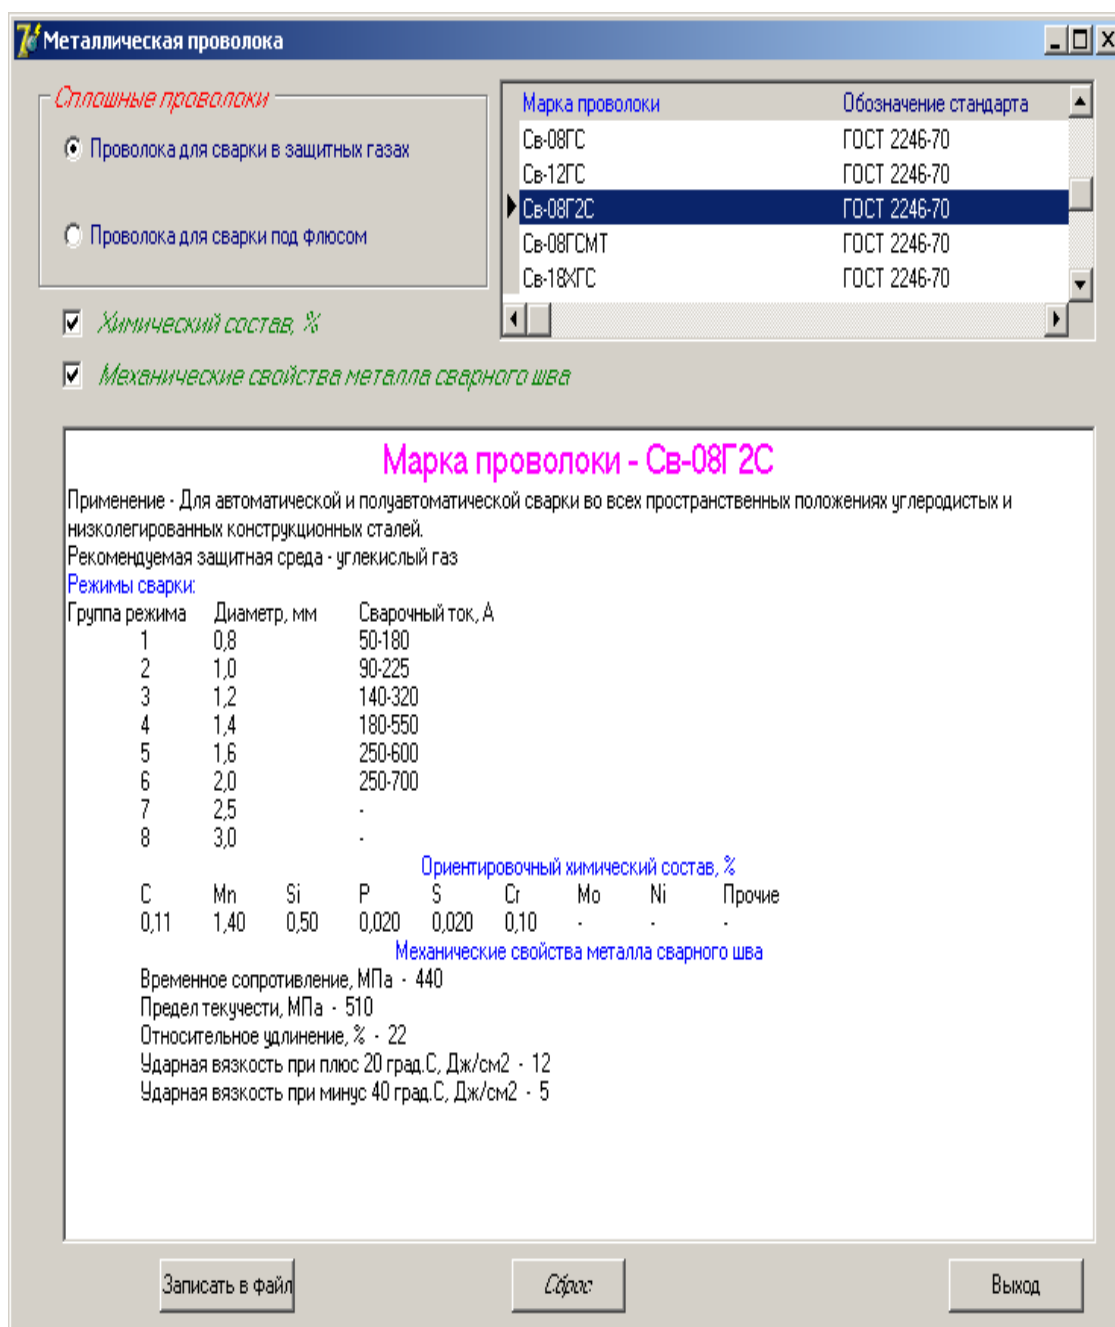 Металлическая проволока
Сплошные проволоки
Проволока для сварки в защитных газах
Проволока для сварки под флюсом
Марка проволоки Обозначение стандарта
Св-08ГС ГОСТ 2246-70
Св-12ГС ГОСТ 2246-70
Св-08Г2С ГОСТ 2246-70
Св-08ГСМТ ГОСТ 2246-70
Св-18ХГС ГОСТ 2246-70
Химический состав, %
Механические свойства металла сварного шва
Марка проволоки - Св-08Г2С
Применение - Для автоматической и полуавтоматической сварки во всех пространственных положениях углеродистых и
низколегированных конструкционных сталей.
Рекомендуемая защитная среда - углекислый газ
Режимы сварки:
Группа режима Диаметр, мм Сварочный ток, А
1 0,8 50-180
2 1,0 90-225
3 1,2 140-320
4 1,4 180-550
5 1,6 250-600
6 2,0 250-700
7 2,5 -
8 3,0 -
Ориентировочный химический состав, %
C Mn Si P S Cr Mo Ni Прочие
0,11 1,40 0,50 0,020 0,020 0,10 - - -
Механические свойства металла сварного шва
Временное сопротивление, МПа - 440
Предел текучести, МПа - 510
Относительное удлинение, % - 22
Ударная вязкость при плюс 20 град.С, Дж/см2 - 12
Ударная вязкость при минус 40 град.С, Дж/см2 - 5
Записать в файл Сброс Выход